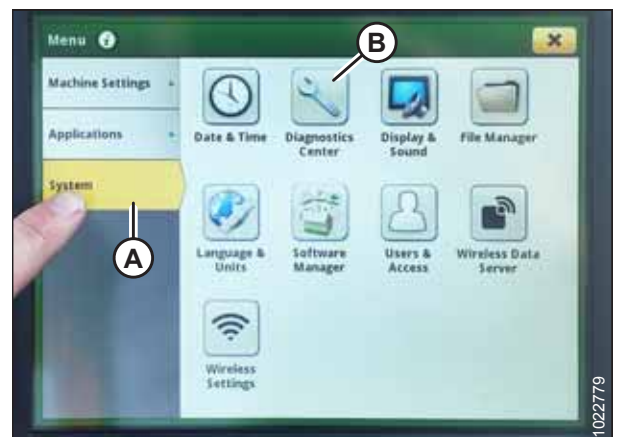 Menu
B
Machine Settings
Applications
System
A
Date & Time
Diagnostics
Center
Display &
Sound
File Manager
Language &
Units
Software
Manager
Users &
Access
Wireless Data
Server
Wireless
Settings
1022779